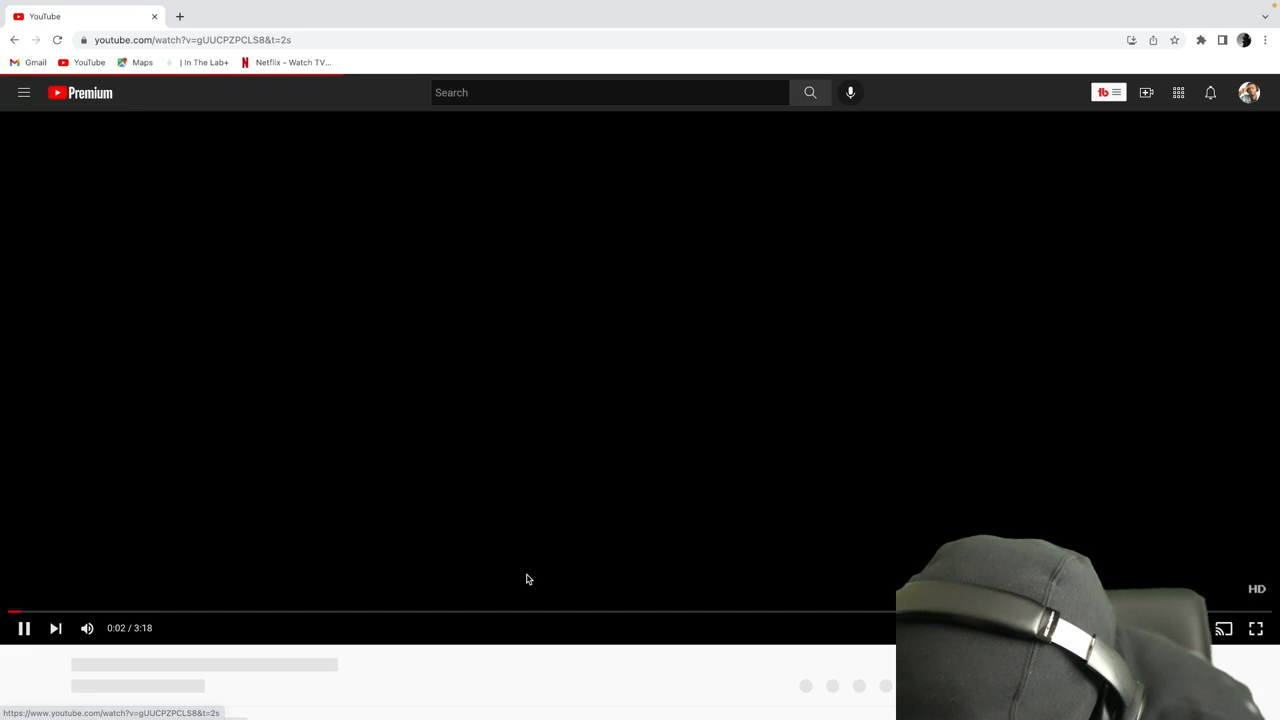 YouTube
youtube.com/watch?v=gUUCPZPCLS8&t=2s
Gmail YouTube Maps | In The Lab+ Netflix - Watch TV...
Premium Search tb
HD
0:02 / 3:18
https://www.youtube.com/watch?v=gUUCPZPCLS8&t=2s